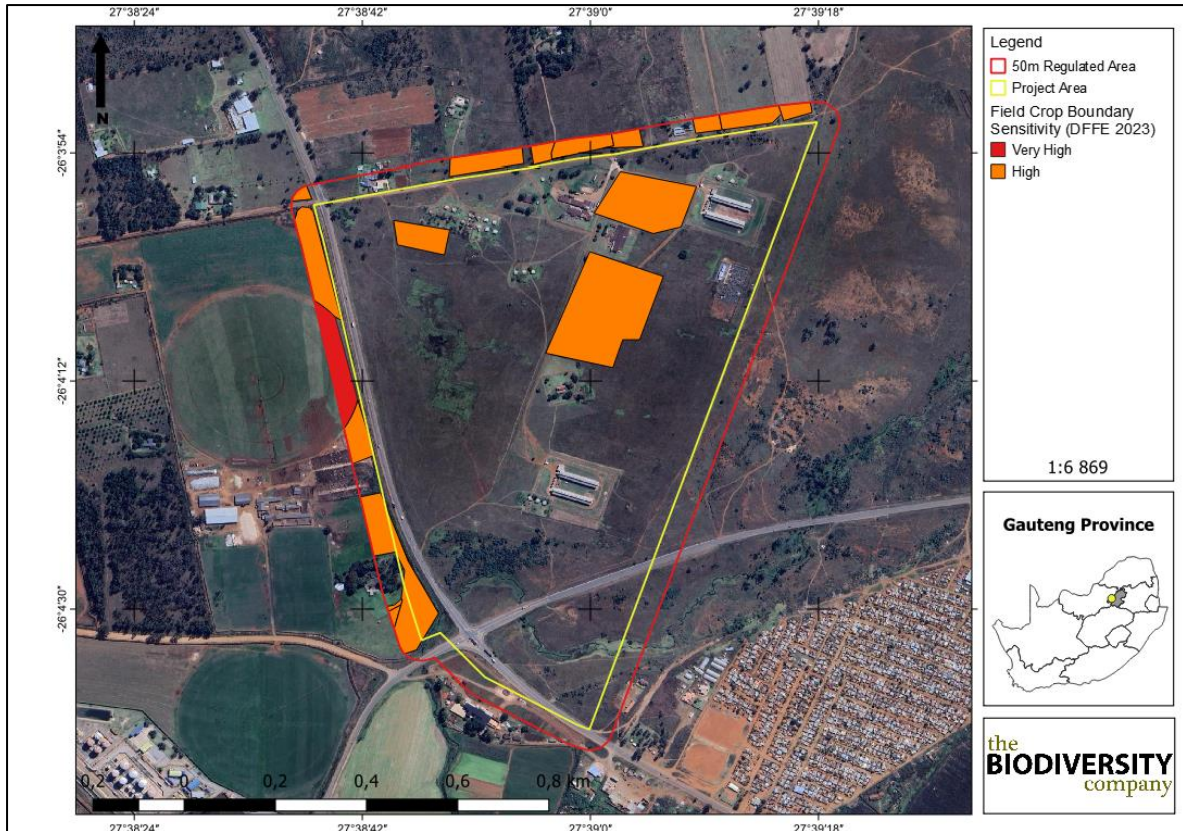 27°38'24"
27°38'42"
27°39'0"
27°39'18"
N
-26°3'54"
-26°4'12"
-26°4'30"
0,2 0 0,2 0,4 0,6 0,8 km
27°38'24"
27°38'42"
27°39'0"
27°39'18"
Legend
50m Regulated Area
Project Area
Field Crop Boundary
Sensitivity (DFFE 2023)
Very High
High
1:6 869
Gauteng Province
the
BIODIVERSITY
company